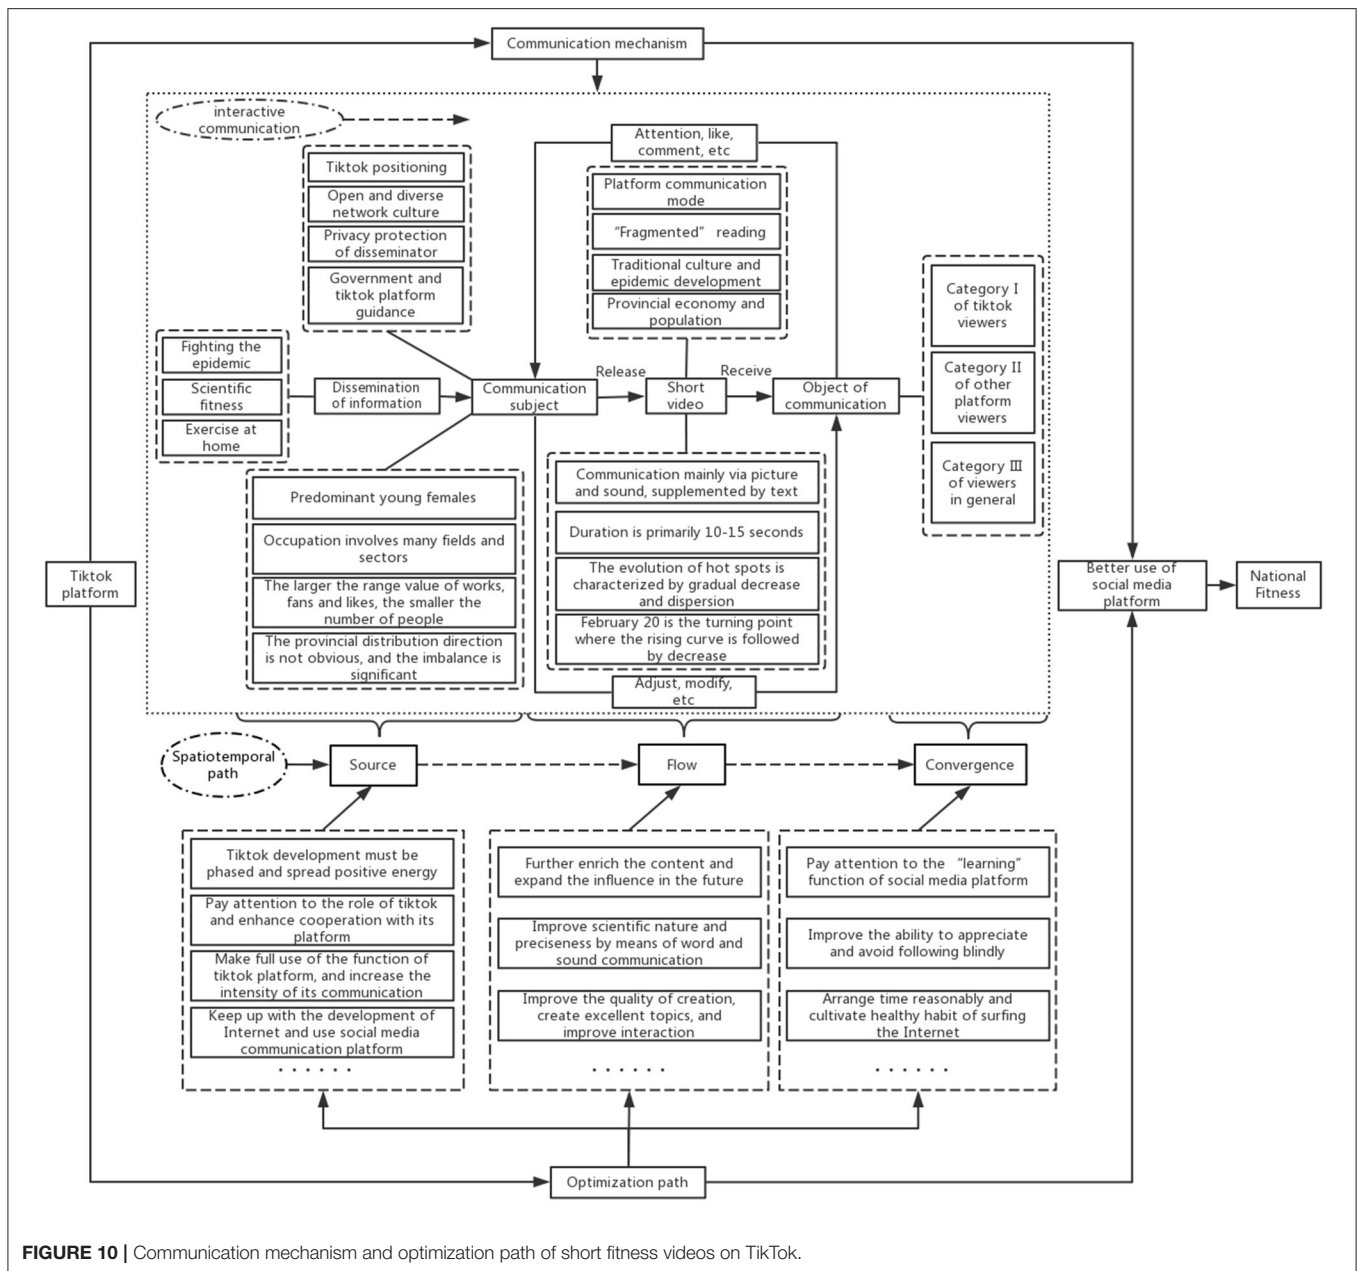 Communication mechanism
interactive
communication
Tiktok positioning
Open and diverse
network culture
Privacy protection
of disseminator
Government and
tiktok platform
guidance
Attention, like,
comment, etc
Platform communication
mode
“Fragmented” reading
Traditional culture and
epidemic development
Provincial economy and
population
Category Ⅰ
of tiktok
viewers
Category Ⅱ
of other
platform
viewers
Category Ⅲ
of viewers
in general
Fighting the
epidemic
Scientific
fitness
Exercise at
home
Dissemination
of information
Communication
subject
Release
Short
video
Receive
Object of
communication
Predominant young females
Occupation involves many fields and
sectors
The larger the range value of works,
fans and likes, the smaller the
number of people
The provincial distribution direction
is not obvious, and the imbalance is
significant
Communication mainly via picture
and sound, supplemented by text
Duration is primarily 10-15 seconds
The evolution of hot spots is
characterized by gradual decrease
and dispersion
February 20 is the turning point
where the rising curve is followed
by decrease
Adjust, modify,
etc
Tiktok
platform
Better use of
social media
platform
National
Fitness
Spatiotemporal
path
Source
Flow
Convergence
Tiktok development must be
phased and spread positive energy
Pay attention to the role of tiktok
and enhance cooperation with its
platform
Make full use of the function of
tiktok platform, and increase the
intensity of its communication
Keep up with the development of
Internet and use social media
communication platform
· · · · · ·
Further enrich the content and
expand the influence in the future
Improve scientific nature and
preciseness by means of word and
sound communication
Improve the quality of creation,
create excellent topics, and
improve interaction
· · · · · ·
Pay attention to the “learning”
function of social media platform
Improve the ability to appreciate
and avoid following blindly
Arrange time reasonably and
cultivate healthy habit of surfing
the Internet
· · · · · ·
Optimization path
FIGURE 10 | Communication mechanism and optimization path of short fitness videos on TikTok.